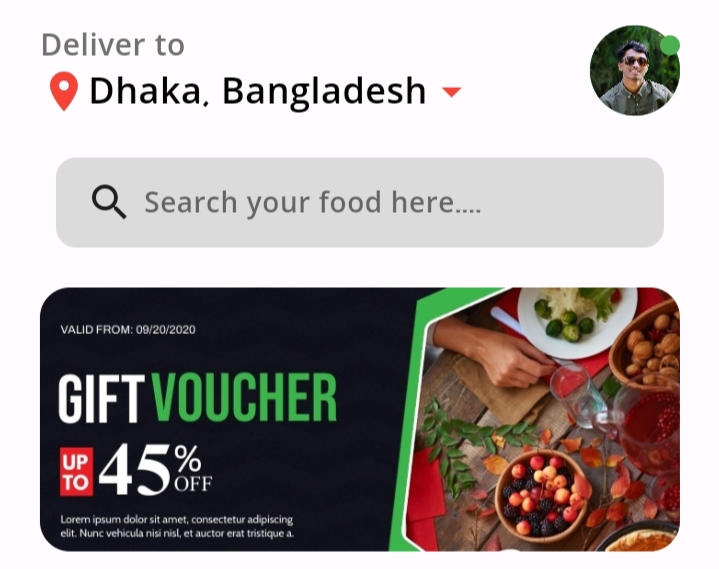 Deliver to
Dhaka, Bangladesh
Search your food here....
VALID FROM: 09/20/2020
GIFT VOUCHER
UP TO 45% OFF
Lorem ipsum dolor sit amet, consectetur adipiscing
elit. Nunc vehicula nisi nisl, et auctor erat tristique a.